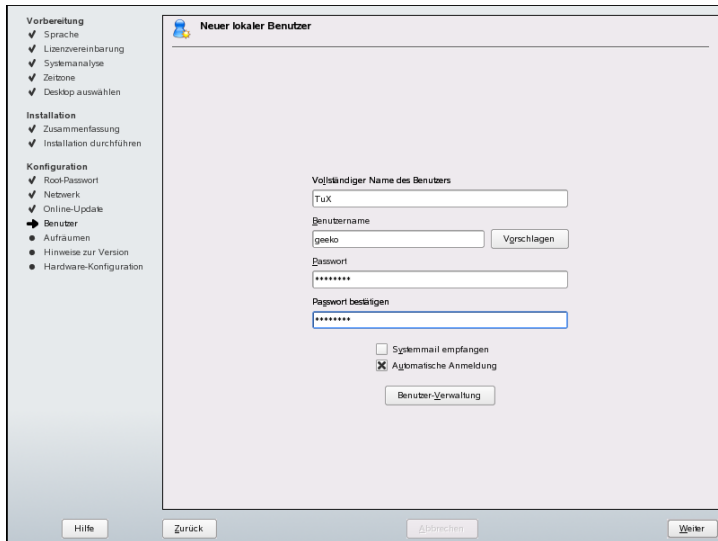 Vorbereitung
Sprache
Lizenzvereinbarung
Systemanalyse
Zeitzone
Desktop auswählen
Installation
Zusammenfassung
Installation durchführen
Konfiguration
Root-Passwort
Netzwerk
Online-Update
Benutzer
Aufräumen
Hinweise zur Version
Hardware-Konfiguration
Neuer lokaler Benutzer
Vollständiger Name des Benutzers
TuX
Benutzername
geeko
Vorschlagen
Passwort
********
Passwort bestätigen
********
Systemmail empfangen
Automatische Anmeldung
Benutzer-Verwaltung
Hilfe
Zurück
Abbrechen
Weiter